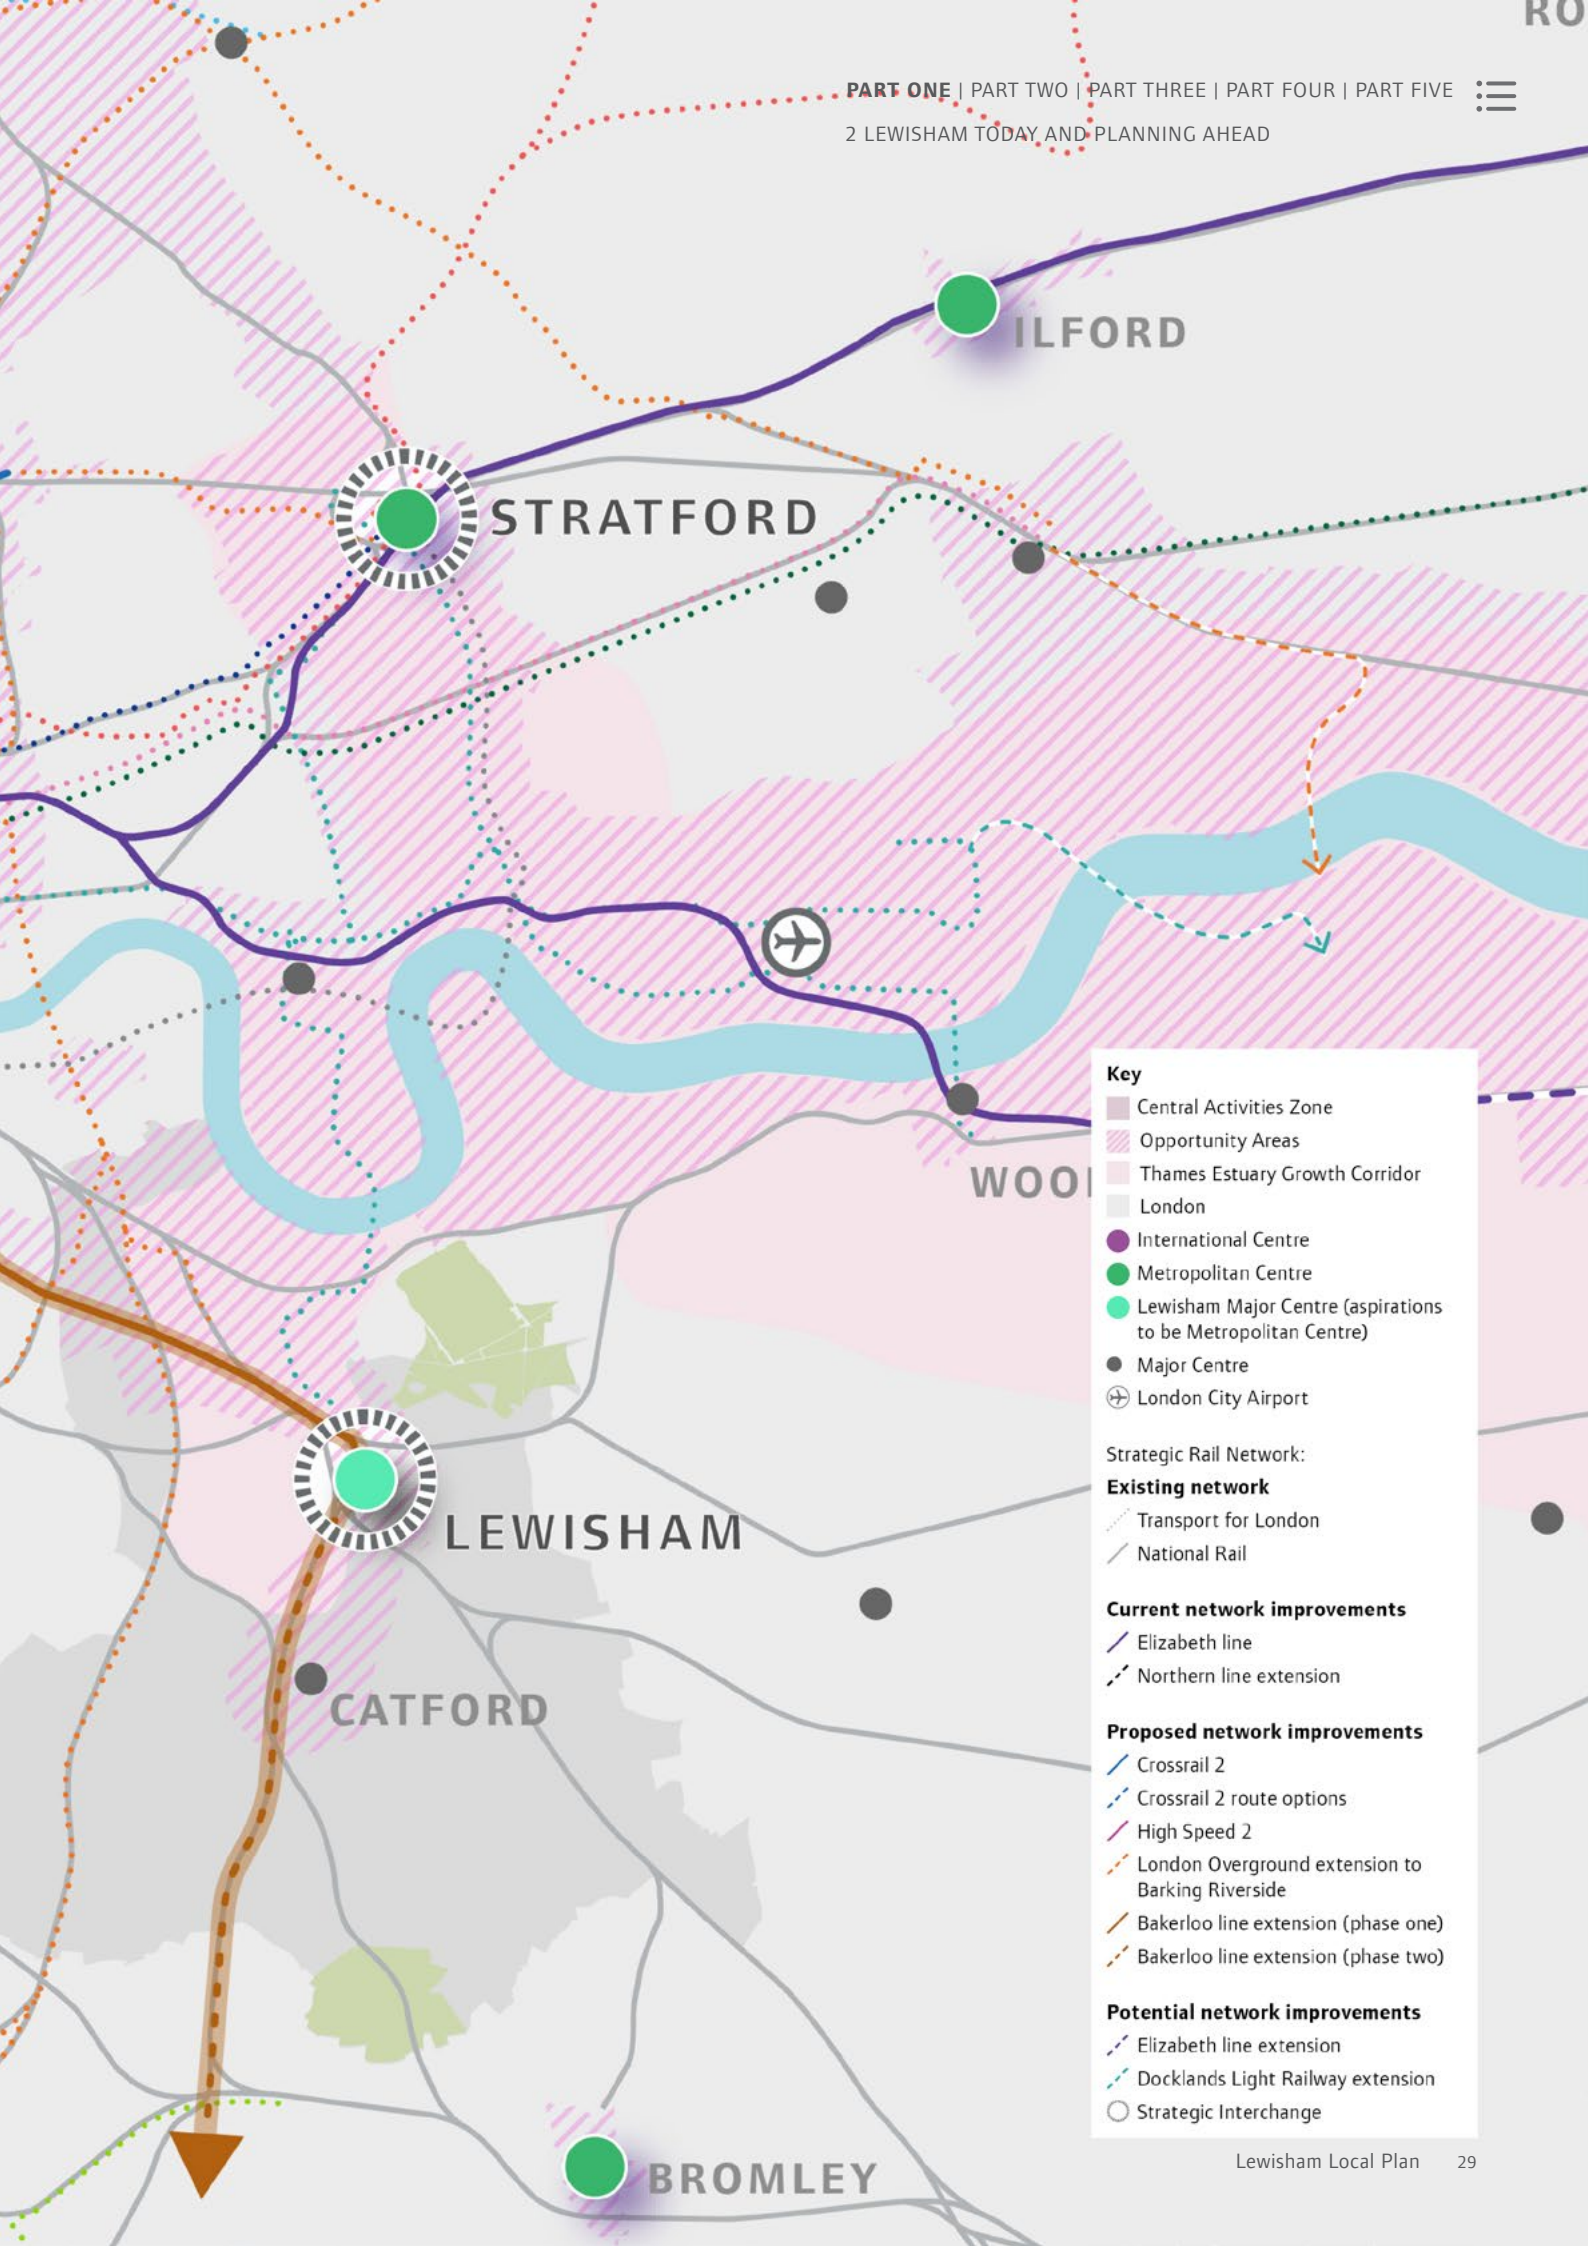 RO
PART ONE | PART TWO | PART THREE | PART FOUR | PART FIVE
2 LEWISHAM TODAY AND PLANNING AHEAD
ILFORD
STRATFORD
WOO
LEWISHAM
CATFORD
BROMLEY
Key
Central Activities Zone
Opportunity Areas
Thames Estuary Growth Corridor
London
International Centre
Metropolitan Centre
Lewisham Major Centre (aspirations
to be Metropolitan Centre)
Major Centre
London City Airport
Strategic Rail Network:
Existing network
Transport for London
National Rail
Current network improvements
Elizabeth line
Northern line extension
Proposed network improvements
Crossrail 2
Crossrail 2 route options
High Speed 2
London Overground extension to
Barking Riverside
Bakerloo line extension (phase one)
Bakerloo line extension (phase two)
Potential network improvements
Elizabeth line extension
Docklands Light Railway extension
Strategic Interchange
Lewisham Local Plan 29